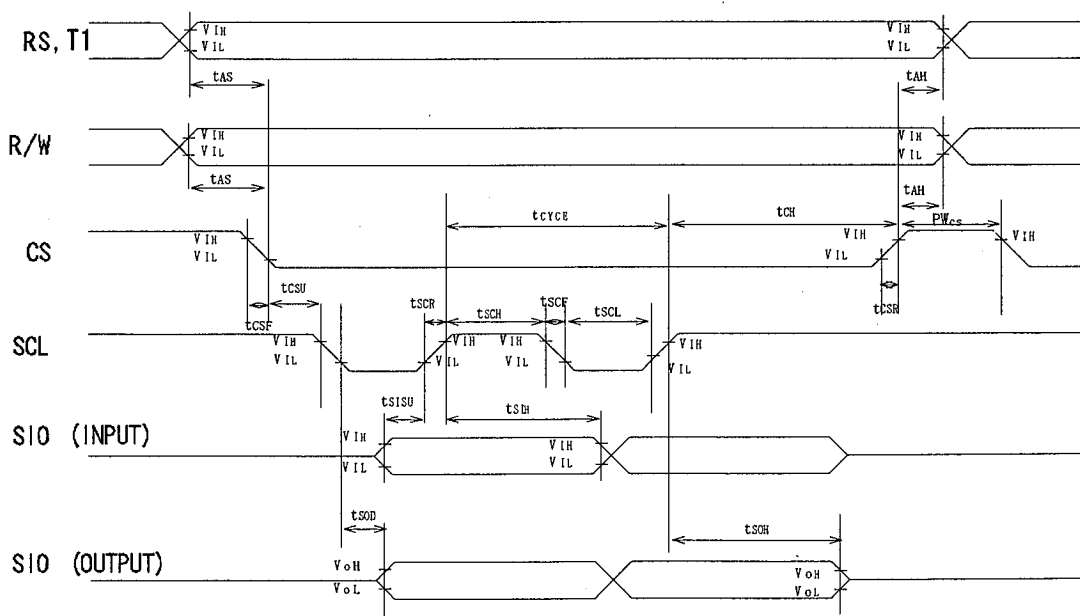 RS, T1
VIH
VIL
VIH
VIL
tAS
tAH
R/W
VIH
VIL
VIH
VIL
tAS
tAH
tCYCE
tCH
PWcs
CS
VIH
VIL
VIH
VIL
VIH
tCSF
tCSU
tSCR
tSCH
tSCF
tSCL
tCSR
SCL
VIH
VIL
VIH
VIL
VIH
VIL
VIH
VIL
tSISU
tSIH
SIO (INPUT)
VIH
VIL
VIH
VIL
tSOD
tSOH
SIO (OUTPUT)
VOH
VOL
VOH
VOL